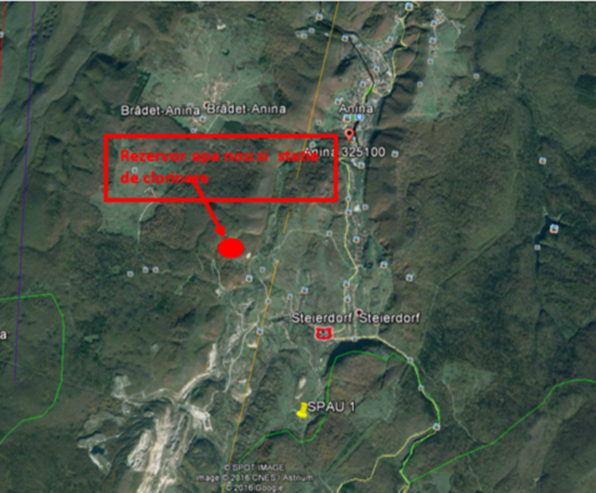 Brădet-Anina Brădet-Anina
Anina
Anina 325100
Rezervor apa nou si statie
de clorinare
Steierdorf Steierdorf
58
SPAU 1
© SPOT IMAGE
Image © 2016 CNES / Astrium
© 2016 Google
a